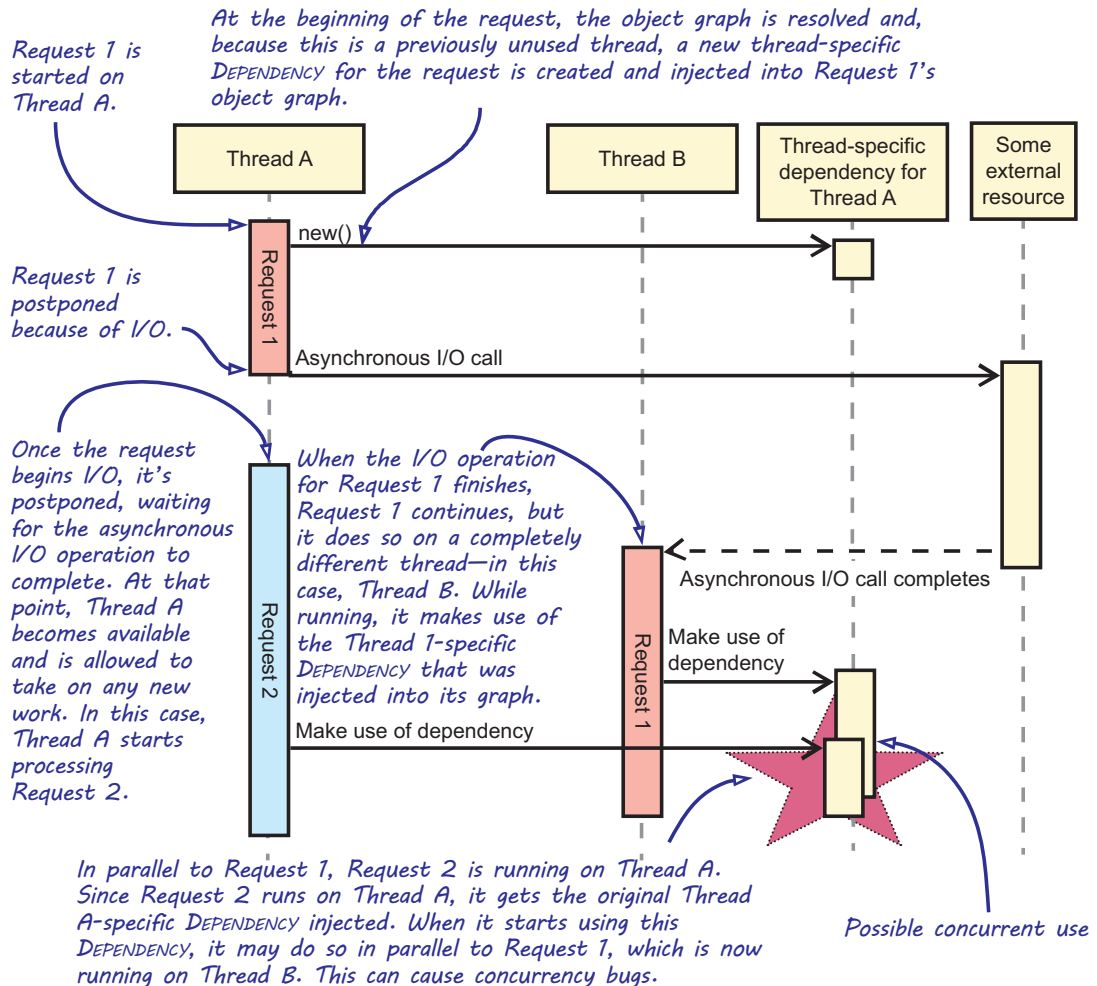 At the beginning of the request, the object graph is resolved and,
because this is a previously unused thread, a new thread-specific
DEPENDENCY for the request is created and injected into Request 1's
object graph.
Request 1 is
started on
Thread A.
Thread A
Thread B
Thread-specific
dependency for
Thread A
Some
external
resource
new()
Request 1
Request 1 is
postponed
because of I/O.
Asynchronous I/O call
Once the request
begins I/O, it's
postponed, waiting
for the asynchronous
I/O operation to
complete. At that
point, Thread A
becomes available
and is allowed to
take on any new
work. In this case,
Thread A starts
processing
Request 2.
Request 2
When the I/O operation
for Request 1 finishes,
Request 1 continues, but
it does so on a completely
different thread—in this
case, Thread B. While
running, it makes use of
the Thread 1-specific
DEPENDENCY that was
injected into its graph.
Request 1
Asynchronous I/O call completes
Make use of
dependency
Make use of dependency
In parallel to Request 1, Request 2 is running on Thread A.
Since Request 2 runs on Thread A, it gets the original Thread
A-specific DEPENDENCY injected. When it starts using this
DEPENDENCY, it may do so in parallel to Request 1, which is now
running on Thread B. This can cause concurrency bugs.
Possible concurrent use